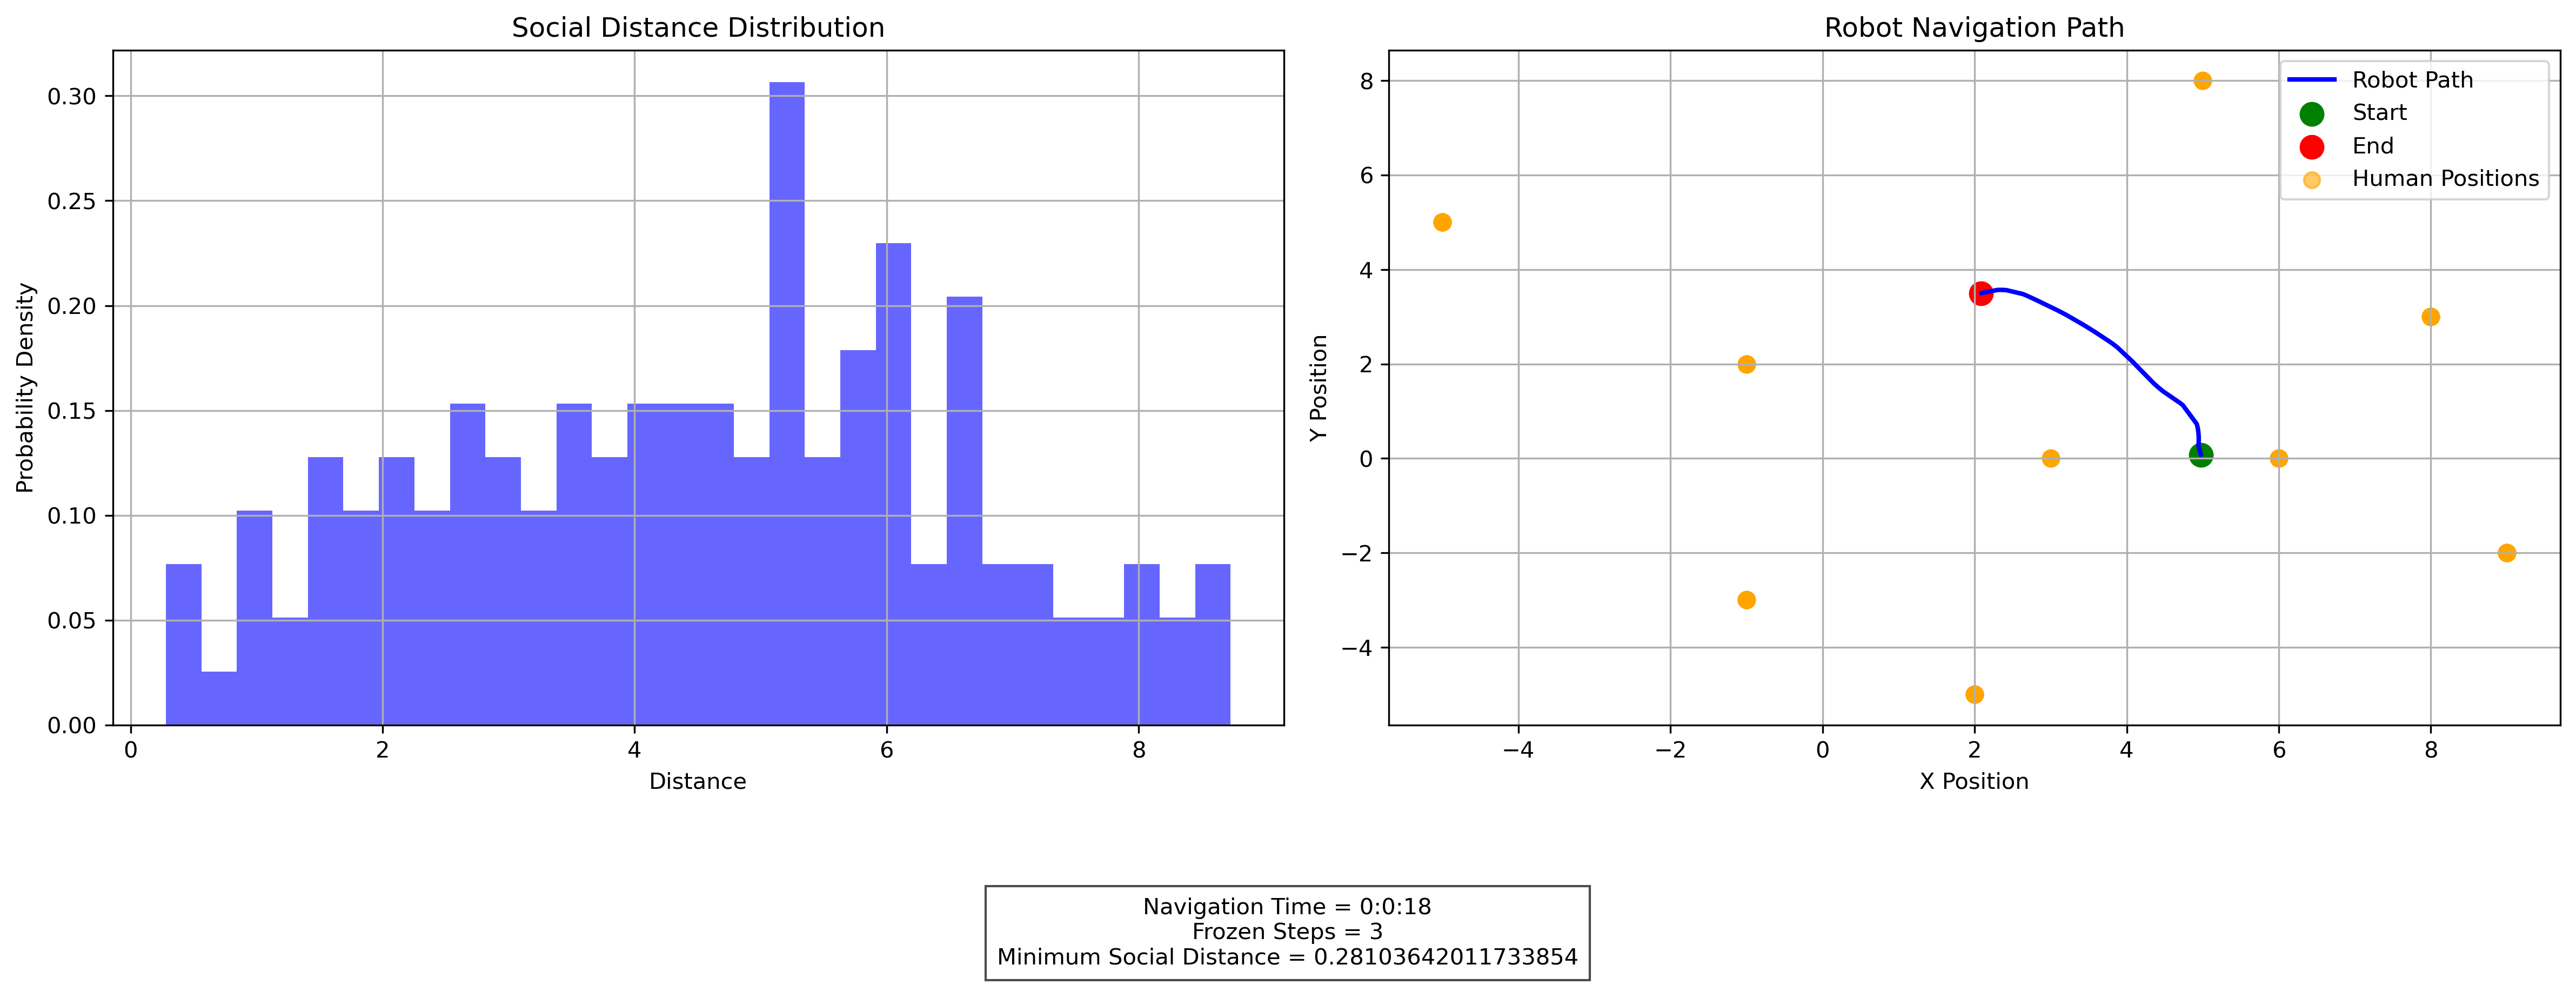 Social Distance Distribution
Probability Density
0.30
0.25
0.20
0.15
0.10
0.05
0.00
0 2 4 6 8
Distance
Robot Navigation Path
Y Position
8
6
4
2
0
−2
−4
−4 −2 0 2 4 6 8
X Position
Robot Path
Start
End
Human Positions
Navigation Time = 0:0:18
Frozen Steps = 3
Minimum Social Distance = 0.28103642011733854